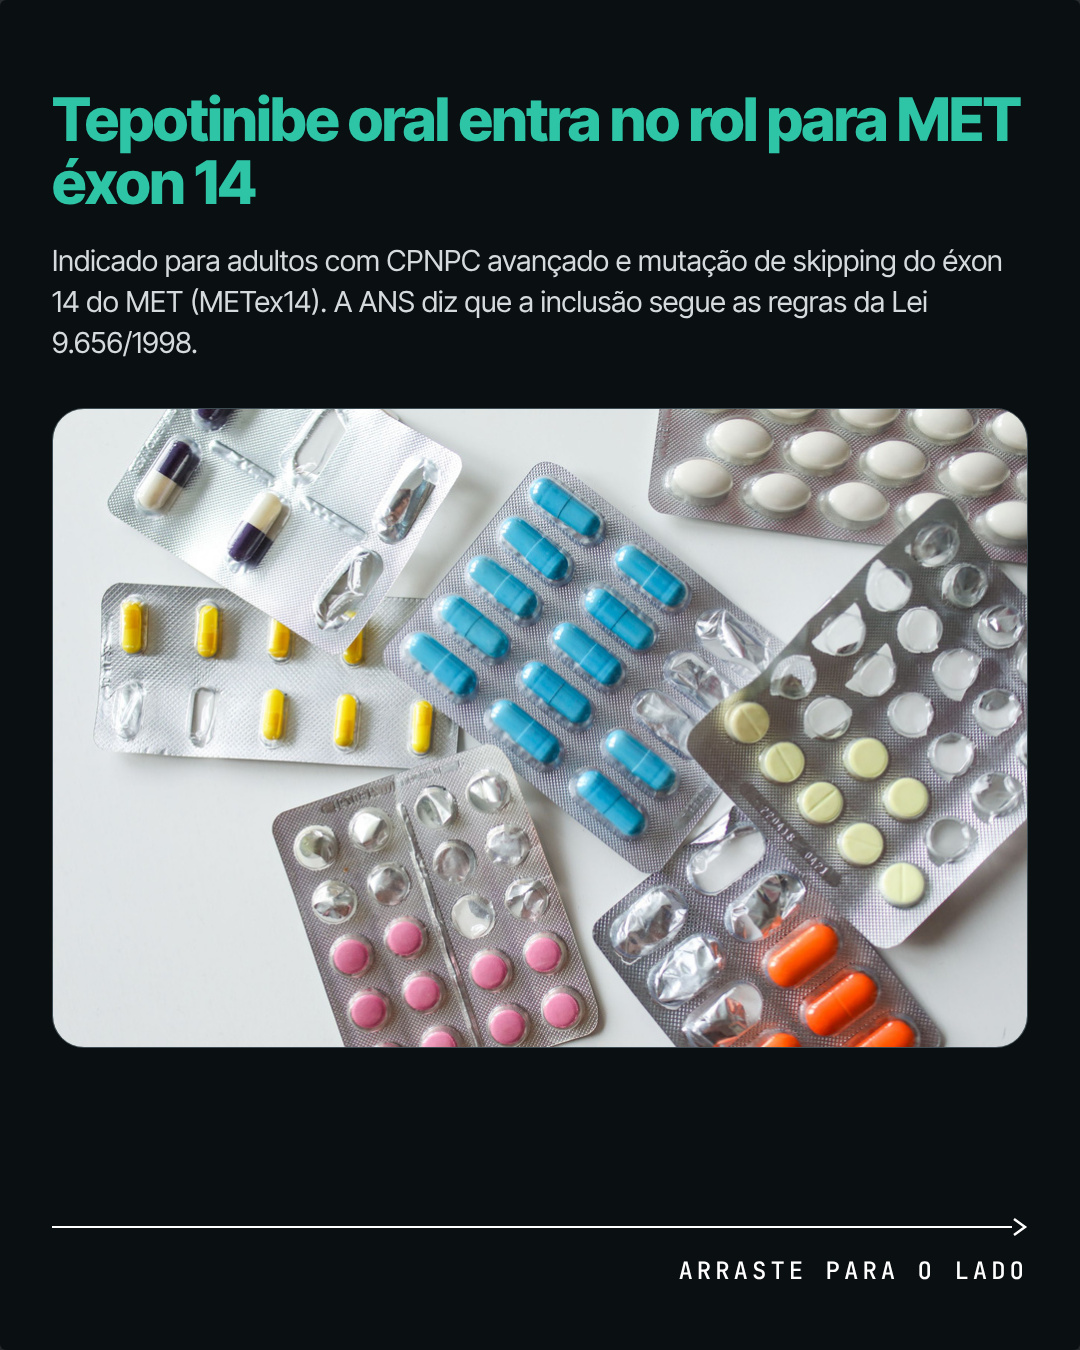 Tepotinibe oral entra no rol para MET
éxon 14
Indicado para adultos com CPNPC avançado e mutação de skipping do éxon
14 do MET (METex14). A ANS diz que a inclusão segue as regras da Lei
9.656/1998.
ARRASTE PARA O LADO